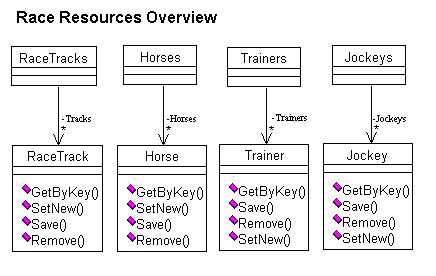 Race Resources Overview
RaceTracks
Horses
Trainers
Jockeys
-Tracks
*
-Horses
*
-Trainers
*
-Jockeys
*
RaceTrack
GetByKey()
SetNew()
Save()
Remove()
Horse
GetByKey()
SetNew()
Save()
Remove()
Trainer
GetByKey()
Save()
Remove()
SetNew()
Jockey
GetByKey()
Save()
Remove()
SetNew()